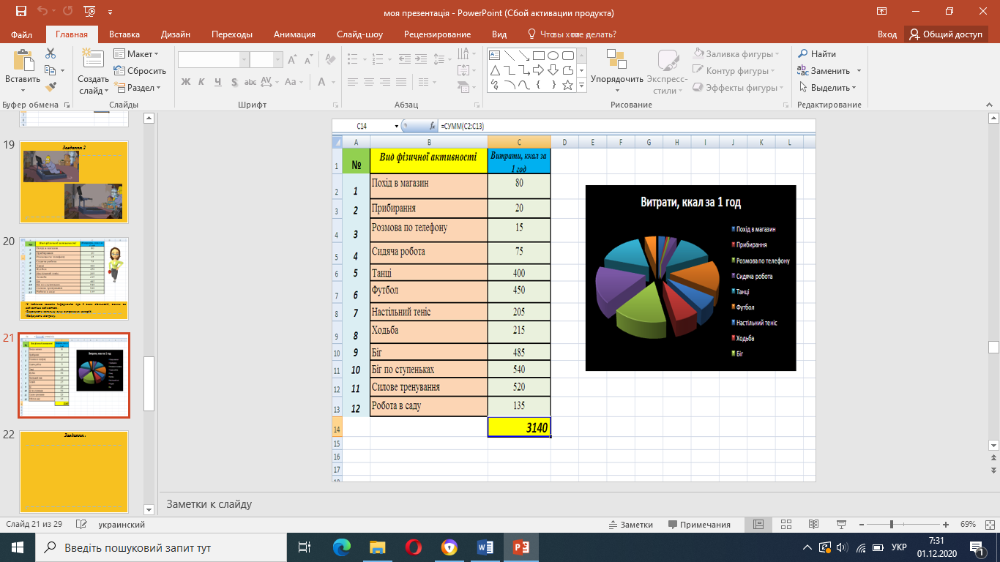 моя презентація - PowerPoint (Сбой активации продукта)
Файл Главная Вставка Дизайн Переходы Анимация Слайд-шоу Рецензирование Вид Вход Общий доступ
Вставить
Создать слайд
Макет
Сбросить
Раздел
Ж К Ч S abc AV Aa А
Упорядочить
Экспресс-стили
Заливка фигуры
Контур фигуры
Эффекты фигуры
Найти
Заменить
Выделить
Буфер обмена Слайды Шрифт Абзац Рисование Редактирование
19
Завдання 2
20
21
22
C14 fx =СУММ(C2:C13)
A B C D E F G H I J K L
1 № Вид фізичної активності Витрати, ккал за 1 год
2 1 Похід в магазин 80
3 2 Прибирання 20
4 3 Розмова по телефону 15
5 4 Сидяча робота 75
6 5 Танці 400
7 6 Футбол 450
8 7 Настільний теніс 205
9 8 Ходьба 215
10 9 Біг 485
11 10 Біг по ступеньках 540
12 11 Силове тренування 520
13 12 Робота в саду 135
14 3140
15
16
17
Витрати, ккал за 1 год
Похід в магазин
Прибирання
Розмова по телефону
Сидяча робота
Танці
Футбол
Настільний теніс
Ходьба
Біг
Заметки к слайду
Слайд 21 из 29 украинский Заметки Примечания 69%
Введіть пошуковий запит тут
УКР
7:31
01.12.2020
1